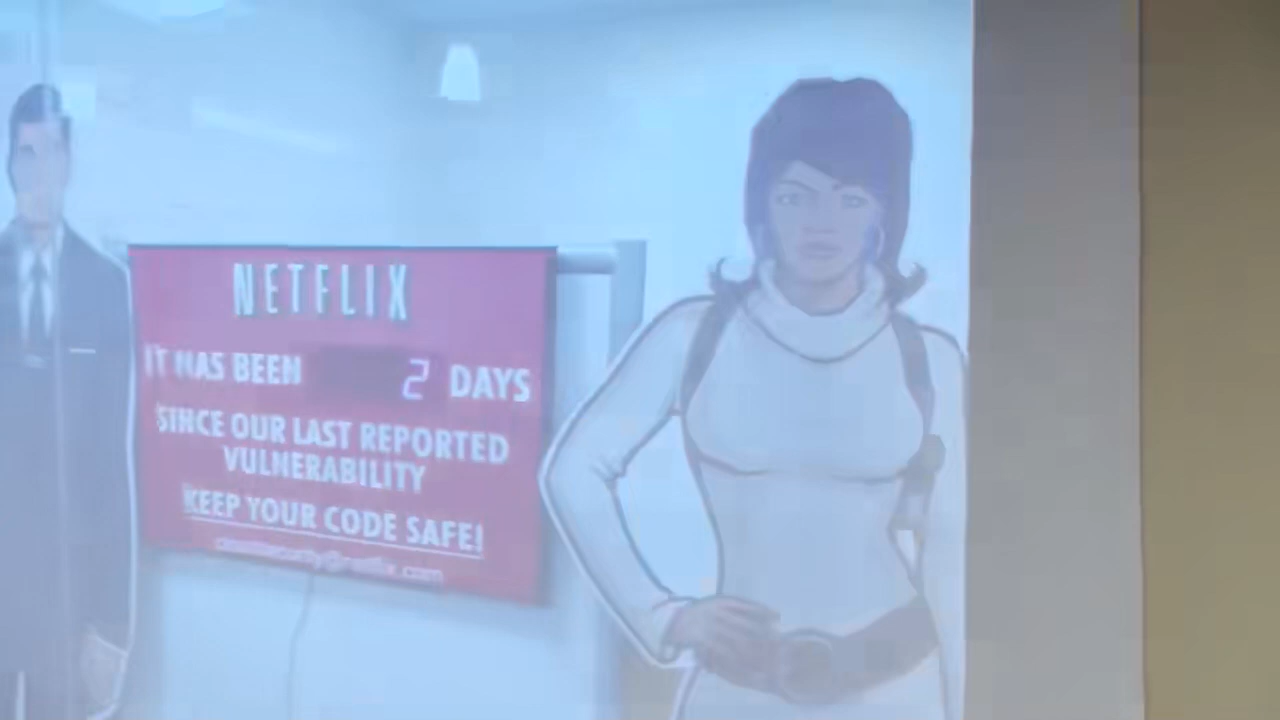 NETFLIX
IT HAS BEEN 2 DAYS
SINCE OUR LAST REPORTED
VULNERABILITY
KEEP YOUR CODE SAFE!